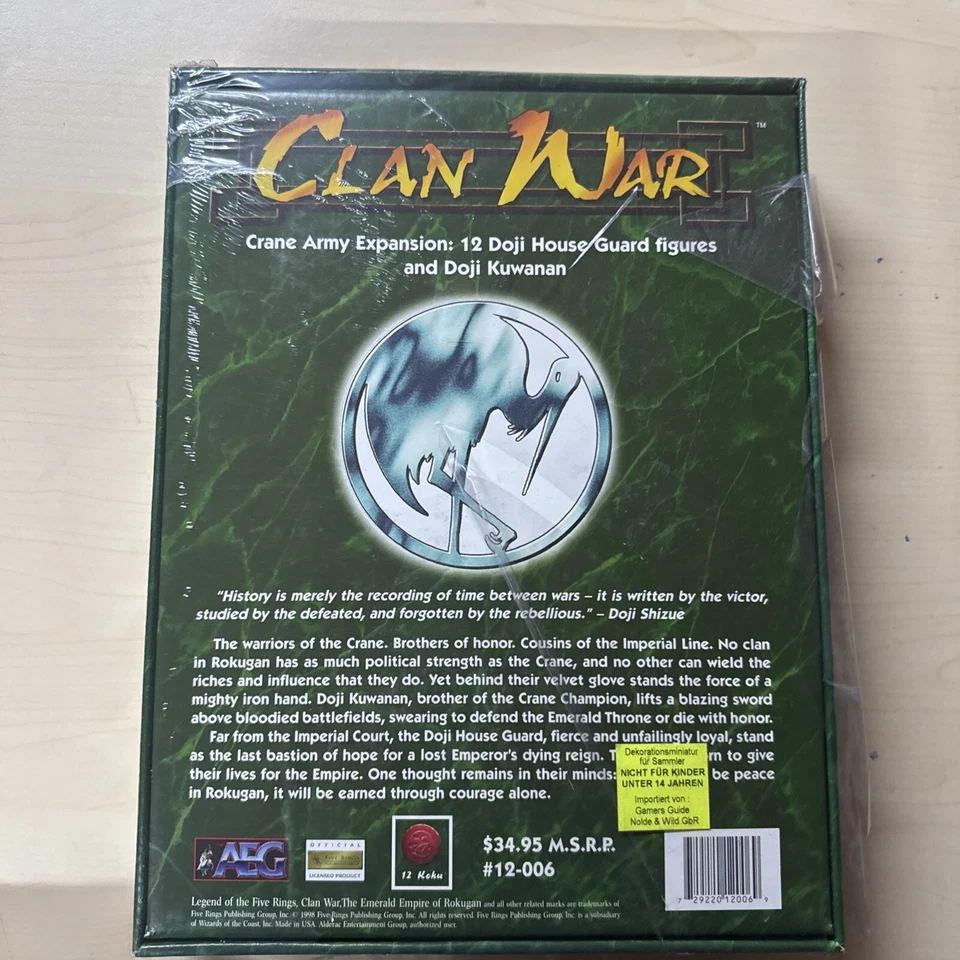 CLAN WAR™
Crane Army Expansion: 12 Doji House Guard figures
and Doji Kuwanan
"History is merely the recording of time between wars – it is written by the victor,
studied by the defeated, and forgotten by the rebellious." – Doji Shizue
The warriors of the Crane. Brothers of honor. Cousins of the Imperial Line. No clan
in Rokugan has as much political strength as the Crane, and no other can wield the
riches and influence that they do. Yet behind their velvet glove stands the force of a
mighty iron hand. Doji Kuwanan, brother of the Crane Champion, lifts a blazing sword
above bloodied battlefields, swearing to defend the Emerald Throne or die with honor.
Far from the Imperial Court, the Doji House Guard, fierce and unfailingly loyal, stand
as the last bastion of hope for a lost Emperor's dying reign. T rn to give
their lives for the Empire. One thought remains in their minds: be peace
in Rokugan, it will be earned through courage alone.
Dekorationsminiatur
für Sammler
NICHT FÜR KINDER
UNTER 14 JAHREN
Importiert von :
Gamers Guide
Nolde & Wild GbR
AEG
OFFICIAL
FIVE RINGS
LICENSED PRODUCT
12 Koku
$34.95 M.S.R.P.
#12-006
7 29220 12006 9
Legend of the Five Rings, Clan War, The Emerald Empire of Rokugan and all other related marks are trademarks of
Five Rings Publishing Group, Inc. © 1998 Five Rings Publishing Group, Inc. All rights reserved. Five Rings Publishing Group, Inc. is a subsidiary
of Wizards of the Coast, Inc. Made in USA. Alderac Entertainment Group, authorized user.